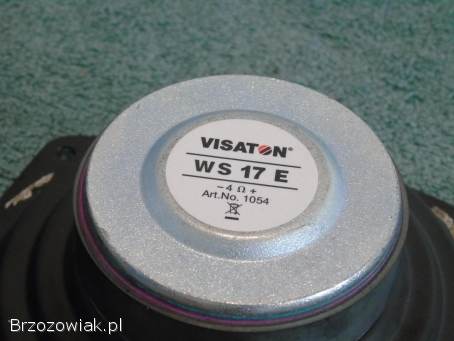 VISATON®
WS 17 E
– 4 Ω +
Art.No. 1054
Brzozowiak.pl